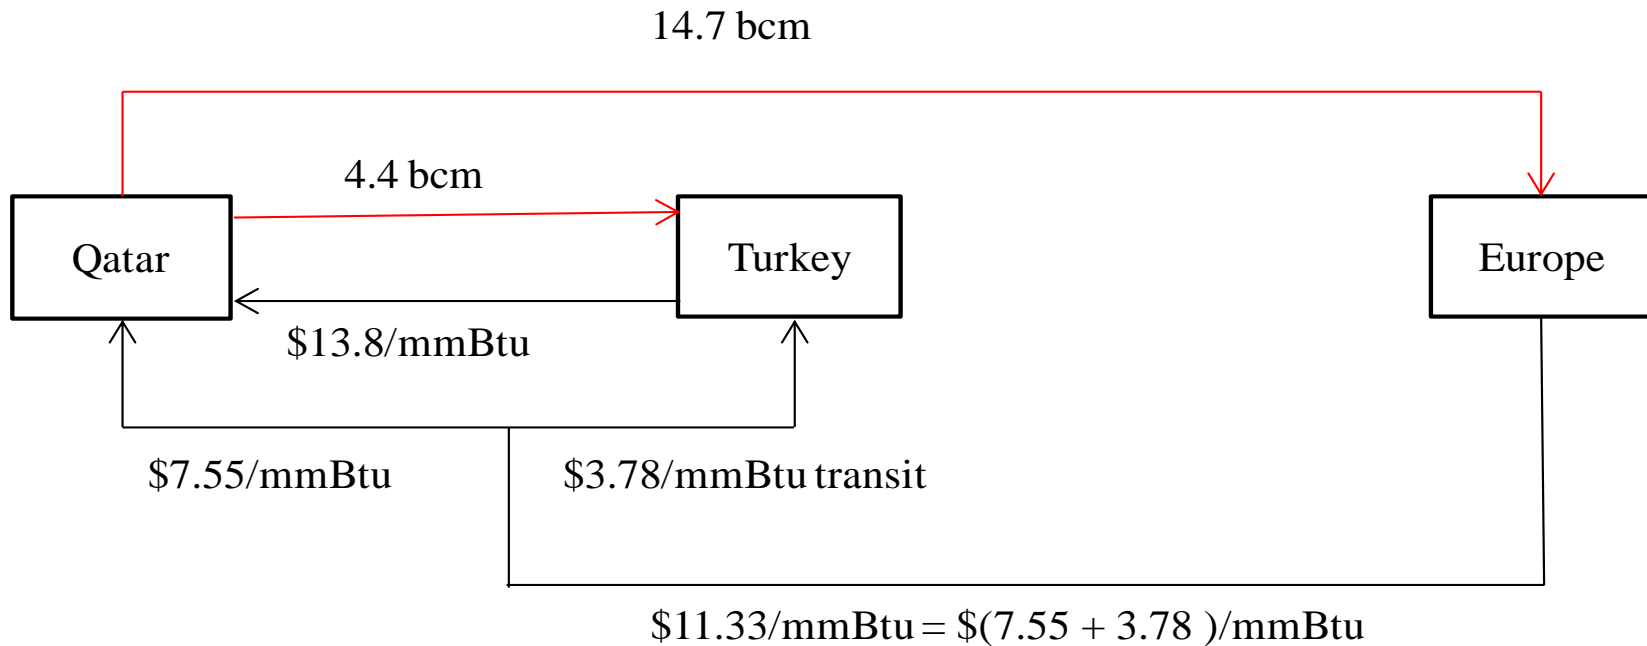 14.7 bcm
4.4 bcm
Qatar
Turkey
Europe
$13.8/mmBtu
$7.55/mmBtu
$3.78/mmBtu transit
$11.33/mmBtu = $(7.55 + 3.78 )/mmBtu